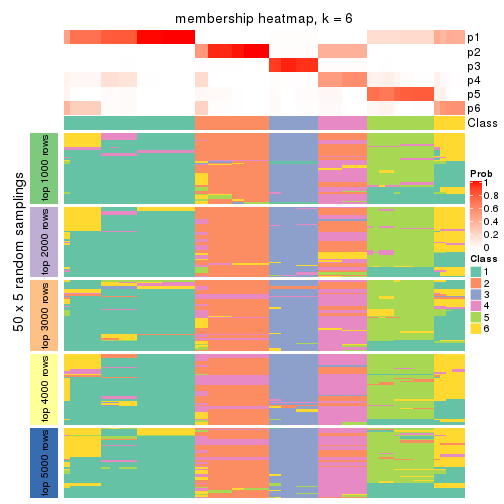 membership heatmap, k = 6
p1
p2
p3
p4
p5
p6
Class
50 x 5 random samplings
top 1000 rows
top 2000 rows
top 3000 rows
top 4000 rows
top 5000 rows
Prob
1
0.8
0.6
0.4
0.2
0
Class
1
2
3
4
5
6